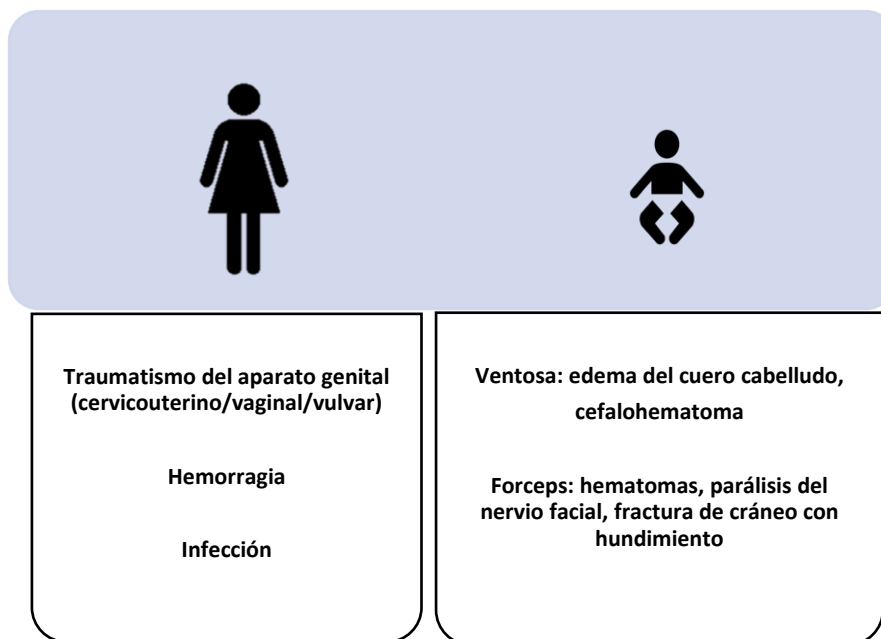 Traumatismo del aparato genital
(cervicouterino/vaginal/vulvar)
Hemorragia
Infección
Ventosa: edema del cuero cabelludo,
cefalohematoma
Forceps: hematomas, parálisis del
nervio facial, fractura de cráneo con
hundimiento